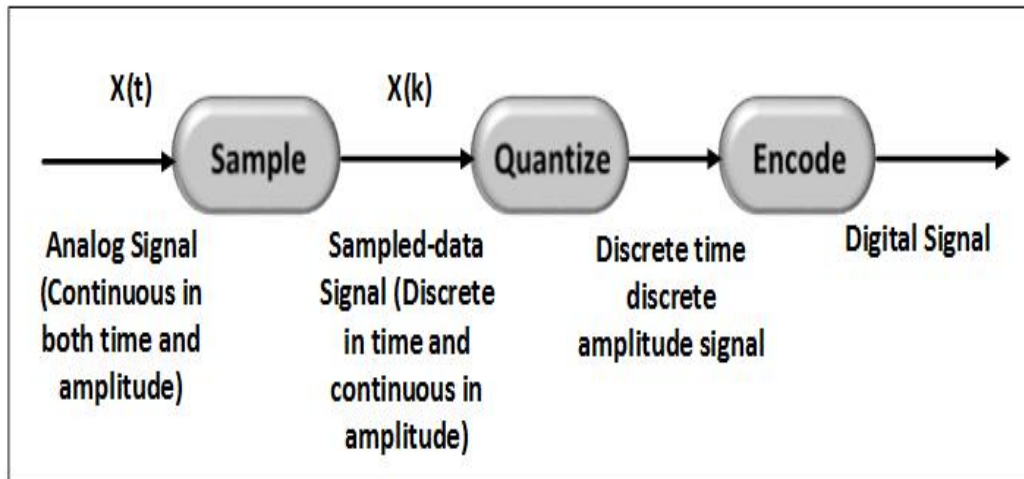 X(t)
X(k)
Sample
Quantize
Encode
Analog Signal
(Continuous in
both time and
amplitude)
Sampled-data
Signal (Discrete
in time and
continuous in
amplitude)
Discrete time
discrete
amplitude signal
Digital Signal